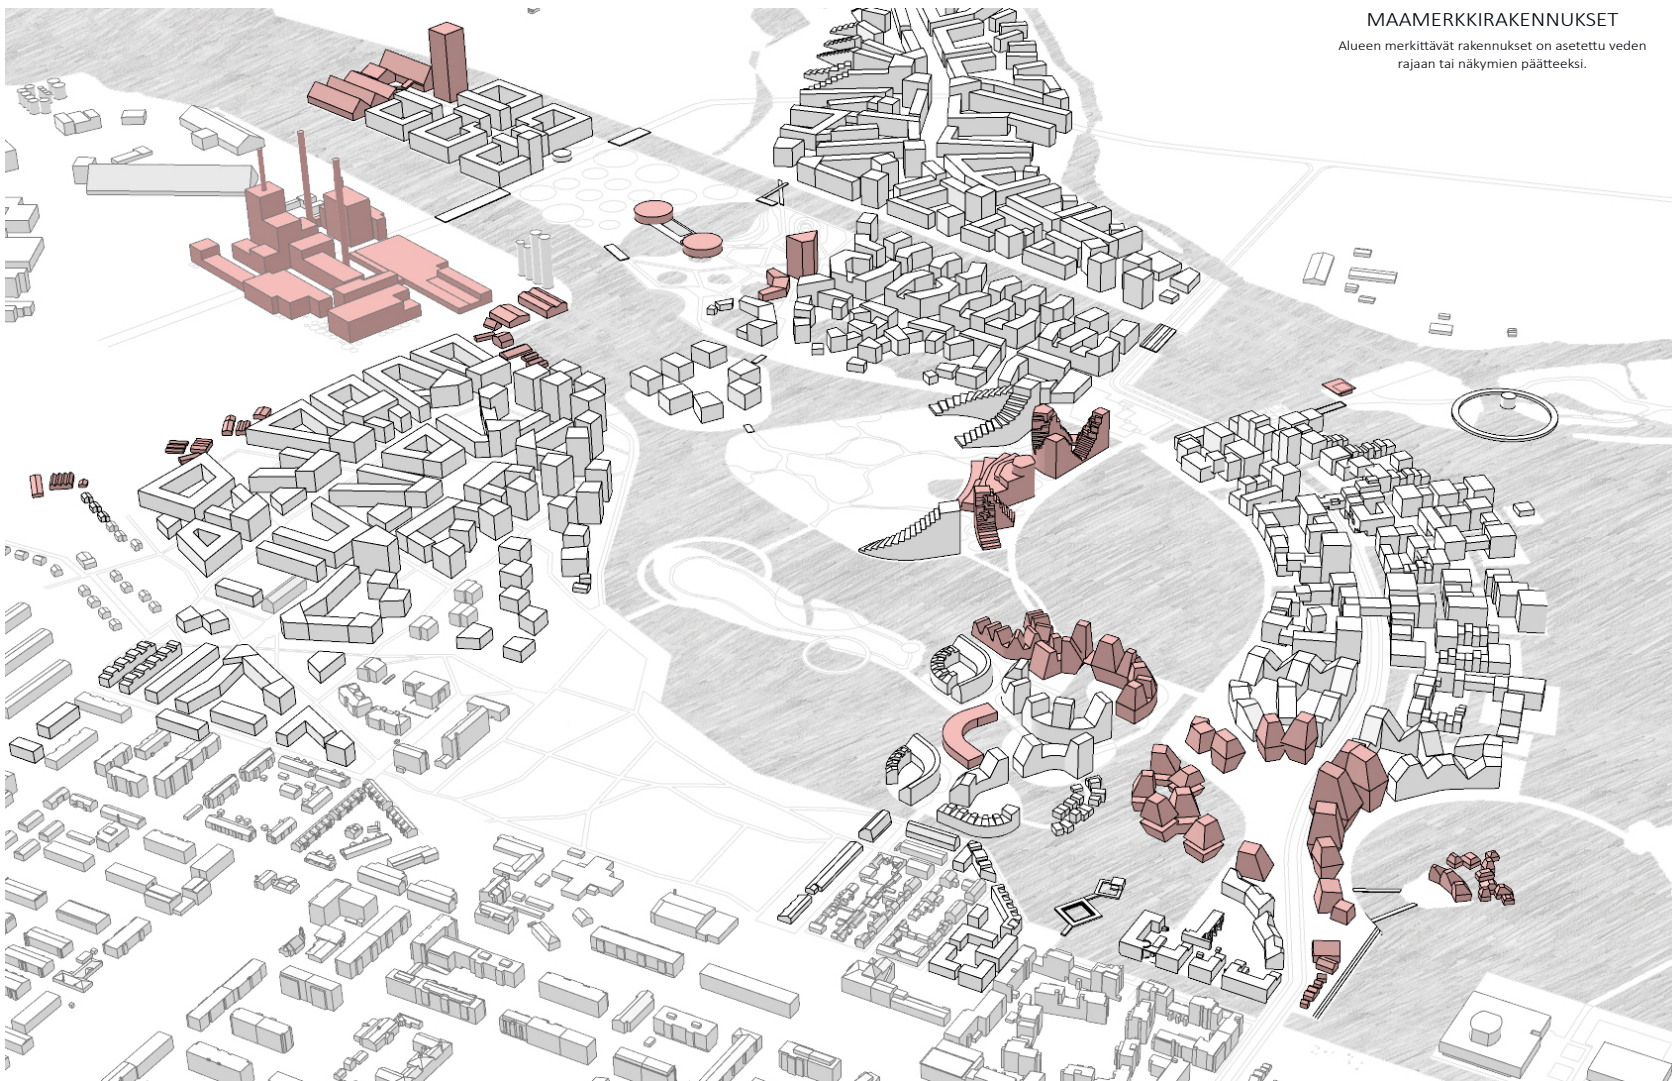 MAAMERKKIRAKENNUKSET
Alueen merkittävät rakennukset on asetettu veden
rajaan tai näkymien päätteeksi.